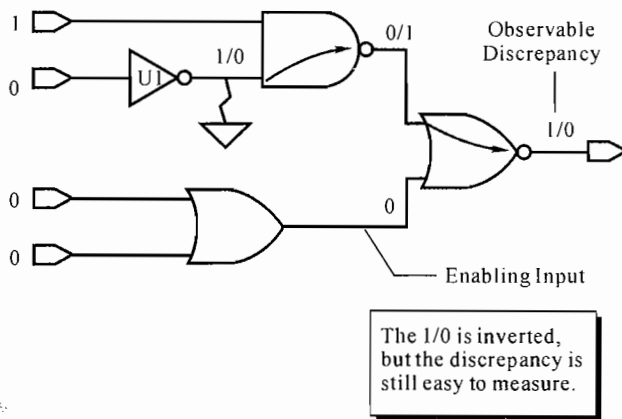 1
0
U1
1/0
0/1
Observable
Discrepancy
1/0
0
0
0
Enabling Input
The 1/0 is inverted,
but the discrepancy is
still easy to measure.